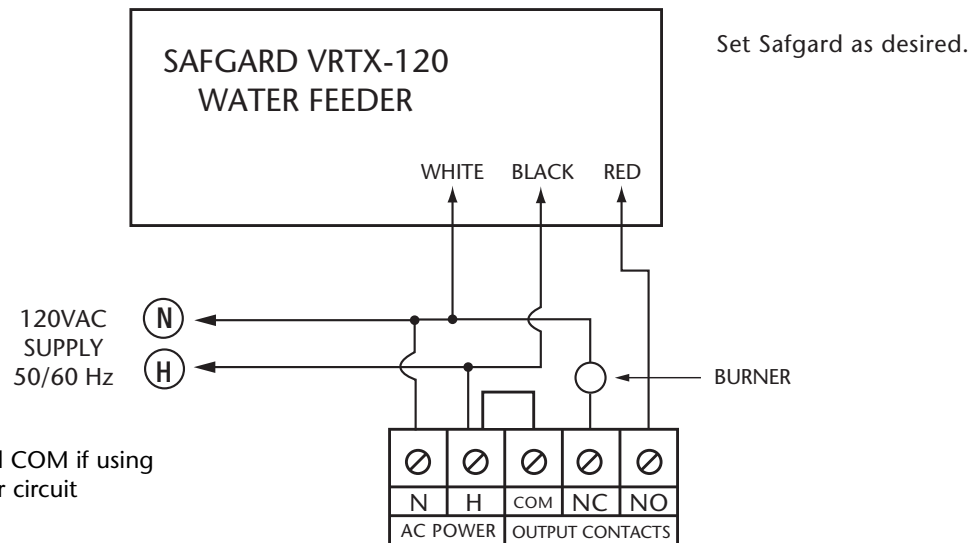 SAFGARD VRTX-120
WATER FEEDER
Set Safgard as desired.
WHITE BLACK RED
120VAC
SUPPLY
50/60 Hz
N
H
BURNER
COM if using
circuit
N H COM NC NO
AC POWER OUTPUT CONTACTS